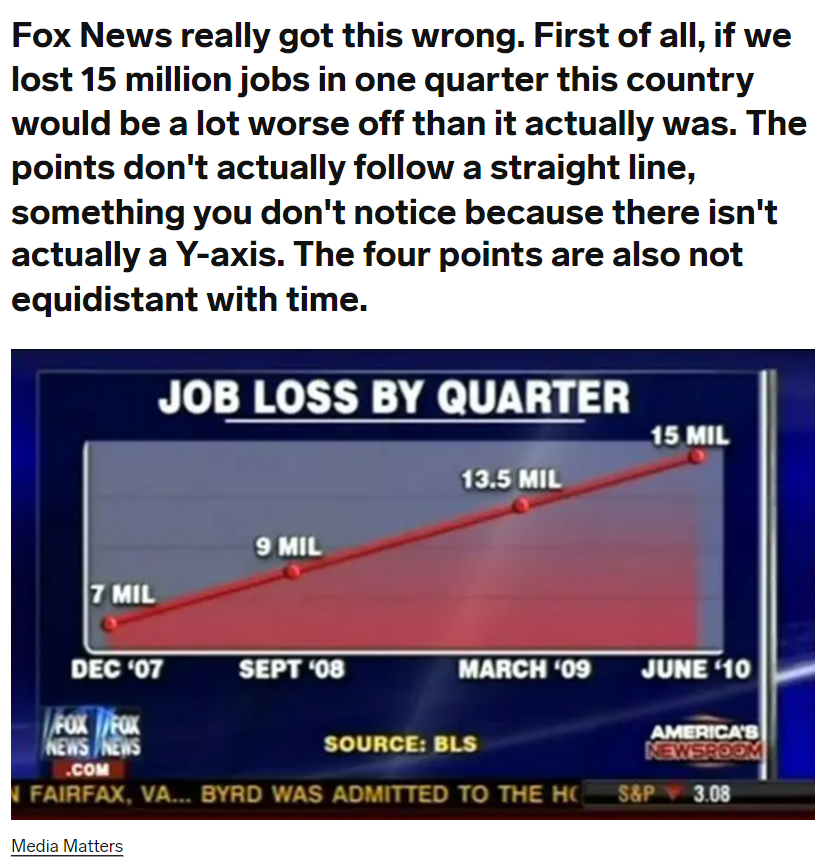 Fox News really got this wrong. First of all, if we
lost 15 million jobs in one quarter this country
would be a lot worse off than it actually was. The
points don't actually follow a straight line,
something you don't notice because there isn't
actually a Y-axis. The four points are also not
equidistant with time.
JOB LOSS BY QUARTER
15 MIL
13.5 MIL
9 MIL
7 MIL
DEC '07 SEPT '08 MARCH '09 JUNE '10
FOX NEWS FOX NEWS
.COM
SOURCE: BLS
AMERICA'S
NEWSROOM
FAIRFAX, VA... BYRD WAS ADMITTED TO THE S&P 3.08
Media Matters